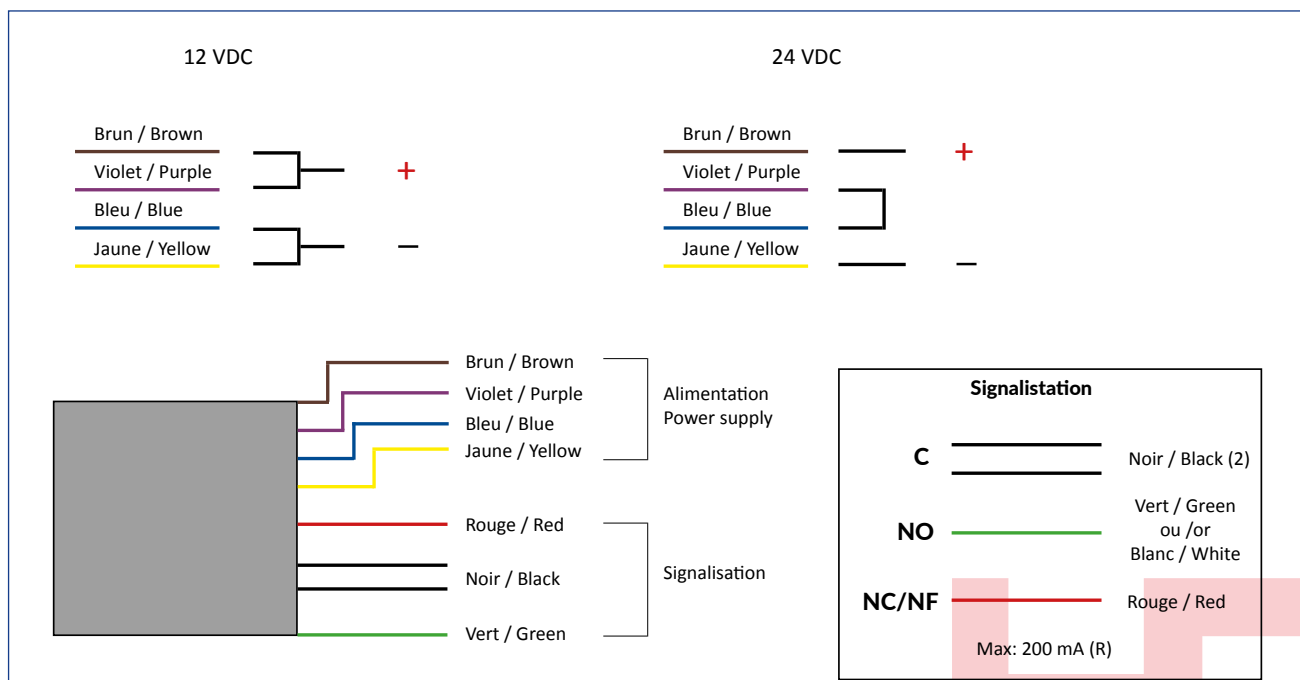 12 VDC
Brun / Brown
Violet / Purple
Bleu / Blue
Jaune / Yellow
+
–
24 VDC
Brun / Brown
Violet / Purple
Bleu / Blue
Jaune / Yellow
+
–
Brun / Brown
Violet / Purple
Bleu / Blue
Jaune / Yellow
Alimentation
Power supply
Rouge / Red
Noir / Black
Vert / Green
Signalisation
Signalistation
C
Noir / Black (2)
NO
Vert / Green
ou /or
Blanc / White
NC/NF
Rouge / Red
Max: 200 mA (R)